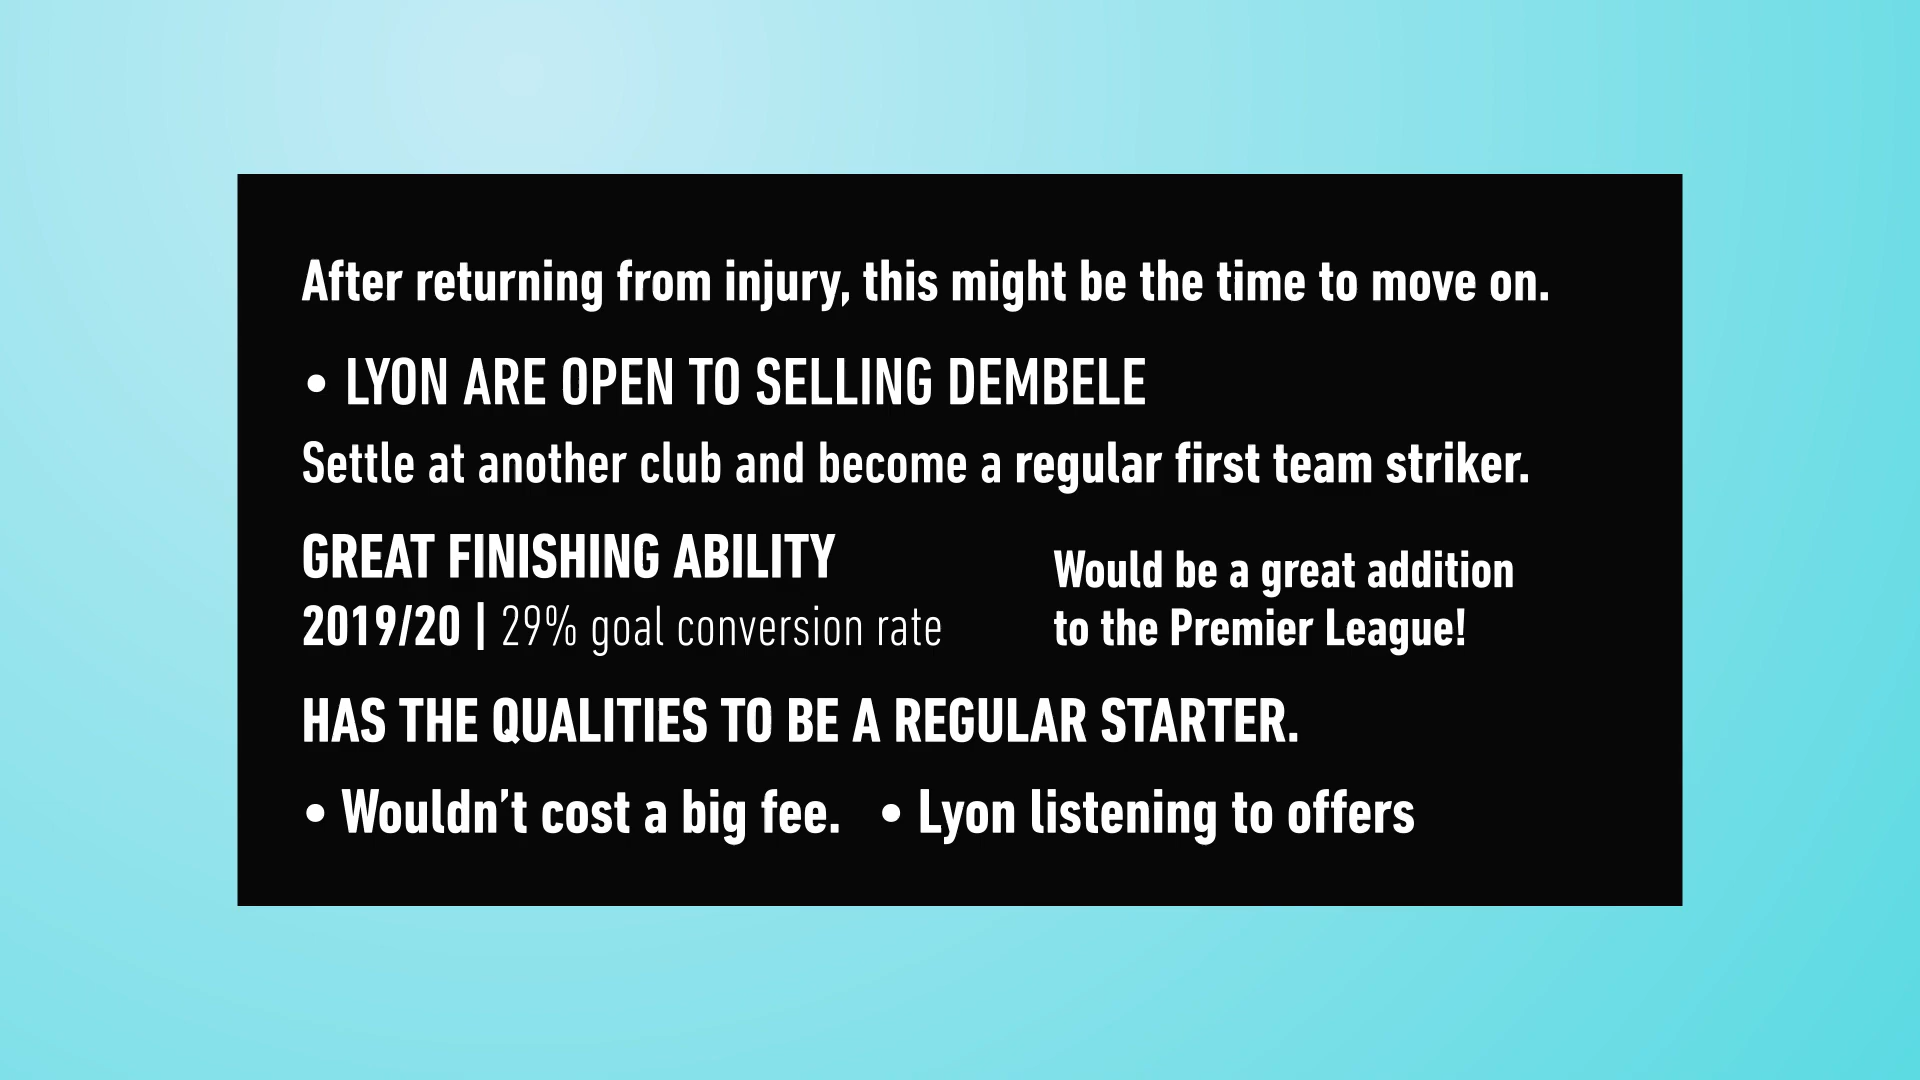 After returning from injury, this might be the time to move on.
• LYON ARE OPEN TO SELLING DEMBELE
Settle at another club and become a regular first team striker.
GREAT FINISHING ABILITY
2019/20 | 29% goal conversion rate
Would be a great addition
to the Premier League!
HAS THE QUALITIES TO BE A REGULAR STARTER.
• Wouldn’t cost a big fee. • Lyon listening to offers